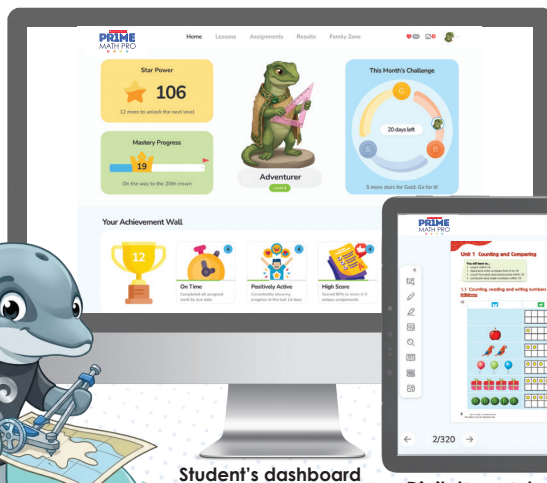 PRIME
MATH PRO
Home Lessons Assignments Results Family Zone
Star Power
106
12 more to unlock the next level
Mastery Progress
19
On the way to the 20th crown
Adventurer
Level 4
This Month's Challenge
G
20 days left
S
B
5 more stars for Gold. Go for it!
Your Achievement Wall
12
4
On Time
Completed all assigned
work by due date
4
Positively Active
Consistently showing
progress in the last 14 days
4
High Score
Scored 80% or more in 5
unique assignments
PRIME
MATH PRO
Unit 1 Counting and Comparing
1.1 Counting, reading and writing numbers
2/320
Student's dashboard